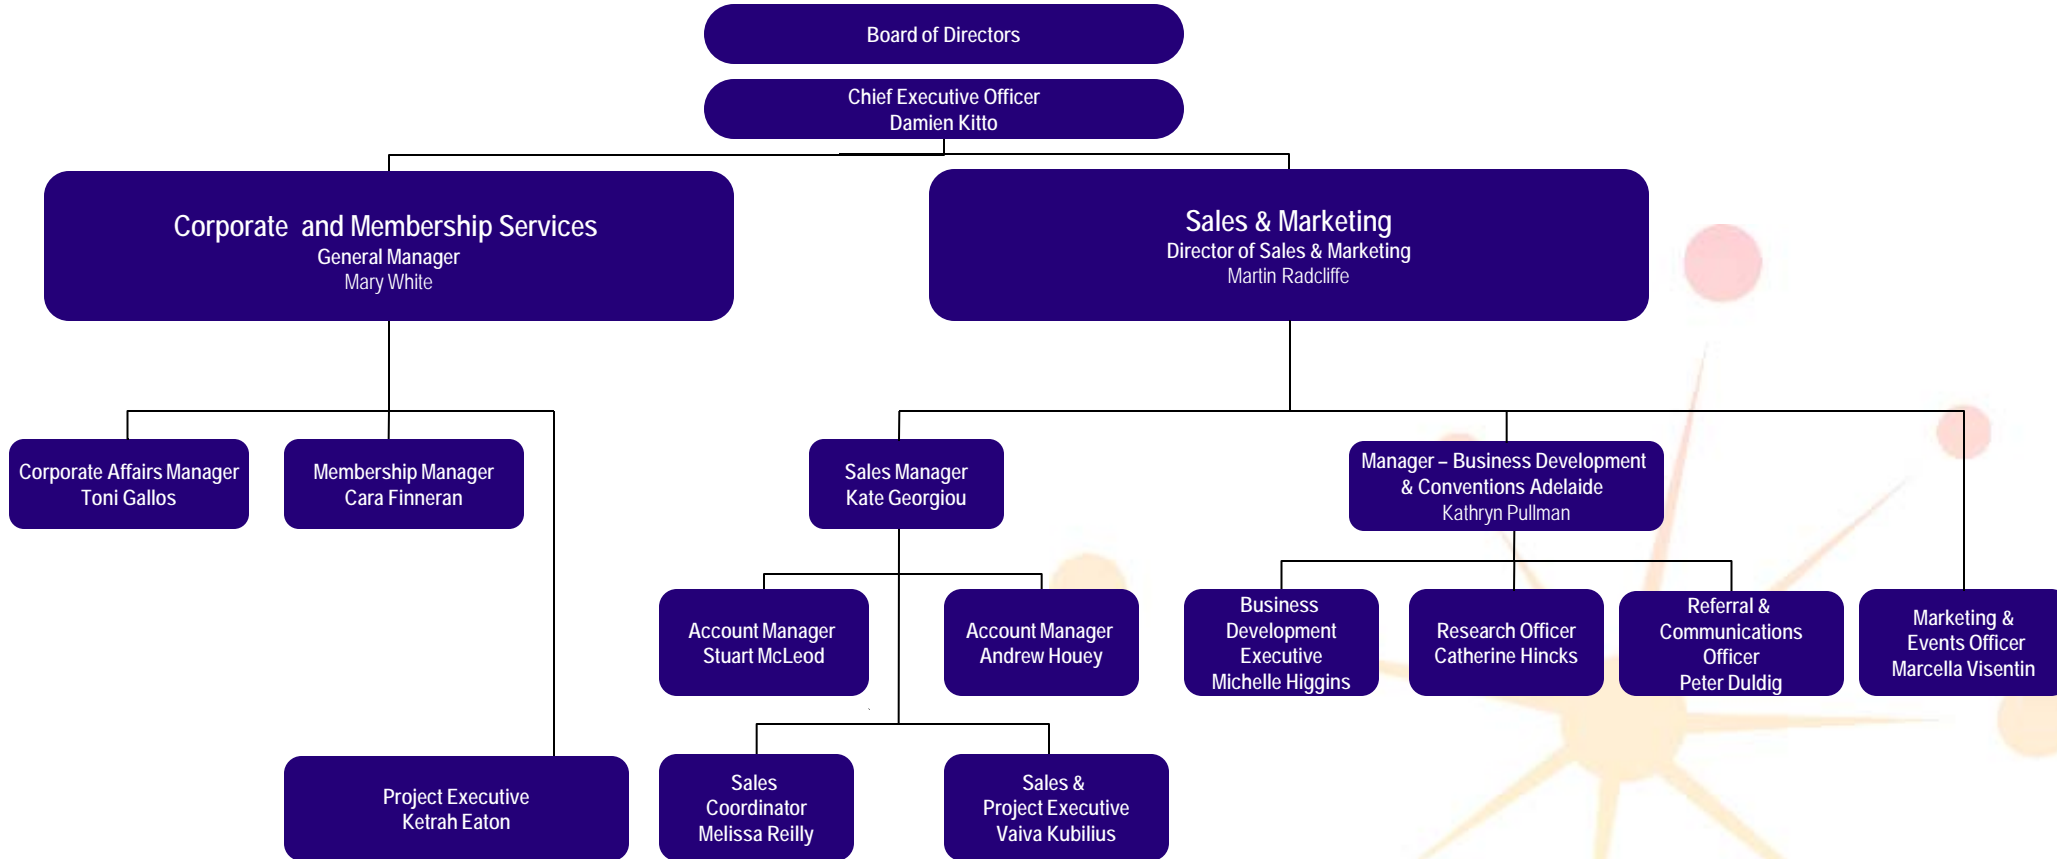 Board of Directors
Chief Executive Officer
Damien Kitto
Corporate and Membership Services
General Manager
Mary White
Sales & Marketing
Director of Sales & Marketing
Martin Radcliffe
Corporate Affairs Manager
Toni Gallos
Membership Manager
Cara Finneran
Sales Manager
Kate Georgiou
Manager – Business Development
& Conventions Adelaide
Kathryn Pullman
Account Manager
Stuart McLeod
Account Manager
Andrew Houey
Business
Development
Executive
Michelle Higgins
Research Officer
Catherine Hincks
Referral &
Communications
Officer
Peter Duldig
Marketing &
Events Officer
Marcella Visentin
Project Executive
Ketrah Eaton
Sales
Coordinator
Melissa Reilly
Sales &
Project Executive
Vaiva Kubilius